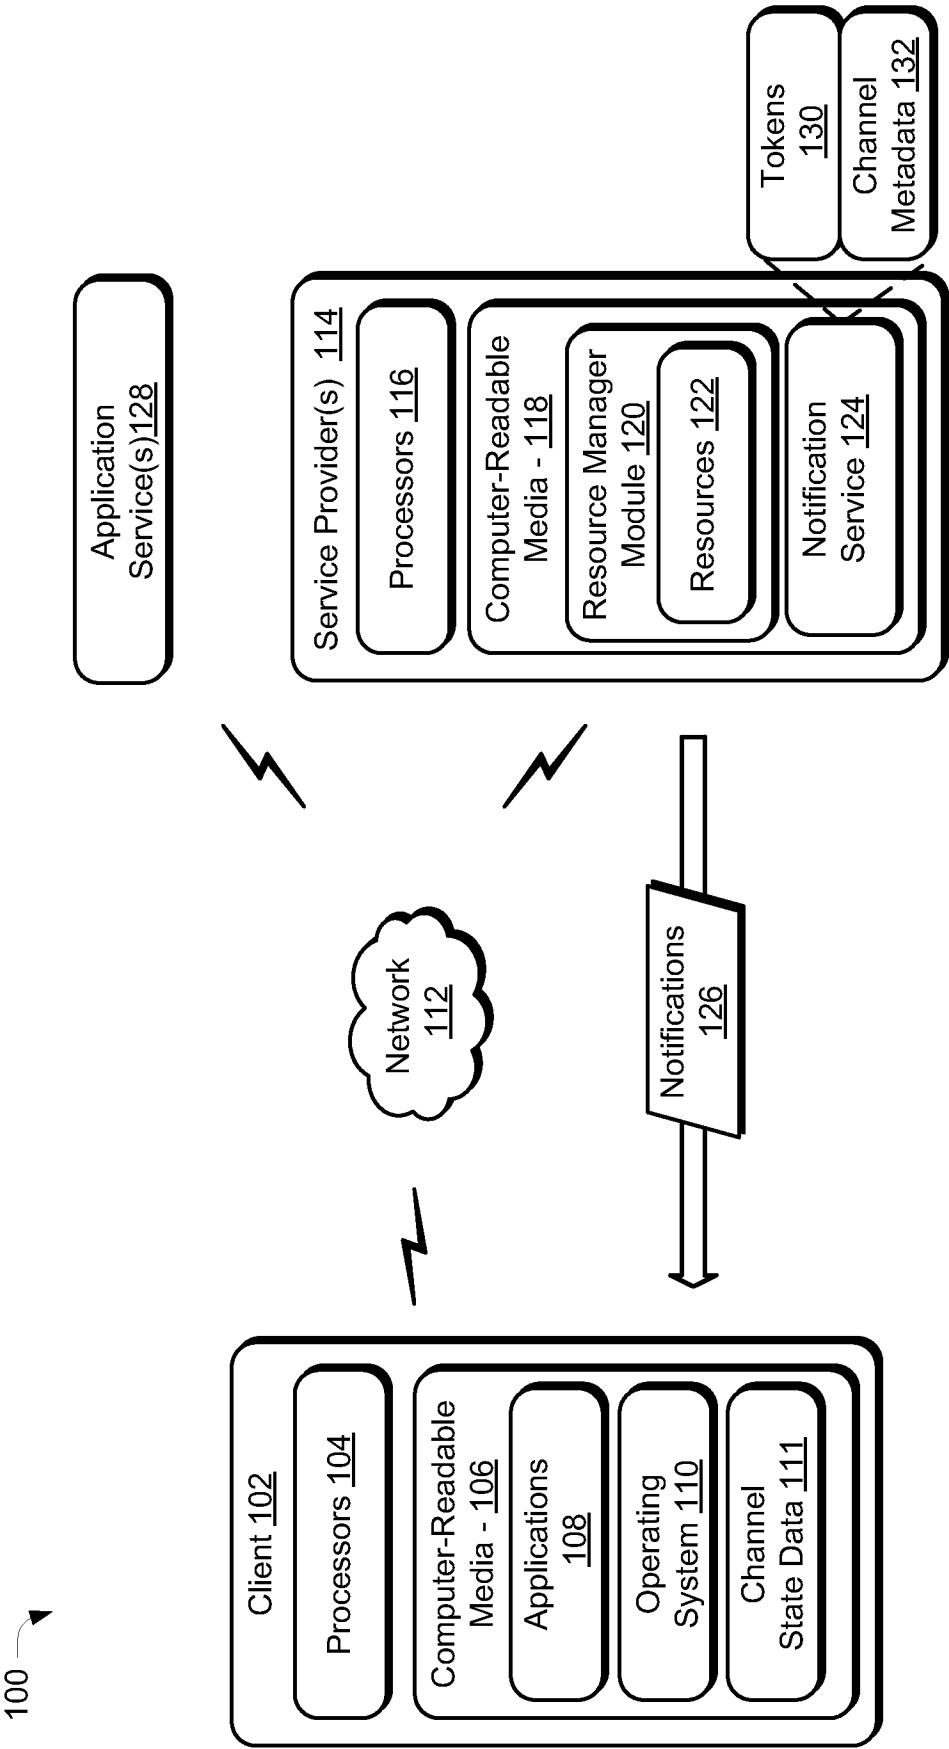 100
Client 102
Processors 104
Computer-Readable
Media - 106
Applications
108
Operating
System 110
Channel
State Data 111
Network
112
Notifications
126
Application
Service(s)128
Service Provider(s) 114
Processors 116
Computer-Readable
Media - 118
Resource Manager
Module 120
Resources 122
Notification
Service 124
Tokens
130
Channel
Metadata 132